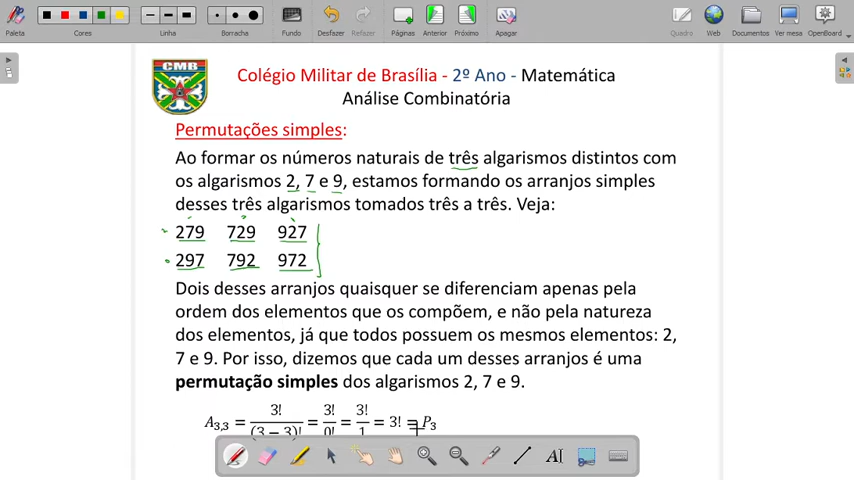 Paleta
Cores
Linha
Borracha
Fundo
Desfazer
Refazer
Páginas
Anterior
Próximo
Apagar
Quadro
Web
Documentos
Ver mesa
OpenBoard
CMB
Colégio Militar de Brasília - 2º Ano - Matemática
Análise Combinatória
Permutações simples:
Ao formar os números naturais de três algarismos distintos com
os algarismos 2, 7 e 9, estamos formando os arranjos simples
desses três algarismos tomados três a três. Veja:
279 729 927
297 792 972
Dois desses arranjos quaisquer se diferenciam apenas pela
ordem dos elementos que os compõem, e não pela natureza
dos elementos, já que todos possuem os mesmos elementos: 2,
7 e 9. Por isso, dizemos que cada um desses arranjos é uma
permutação simples dos algarismos 2, 7 e 9.
A3,3 = 3!/(3 − 3)! = 3!/0! = 3!/1 = 3! = P3